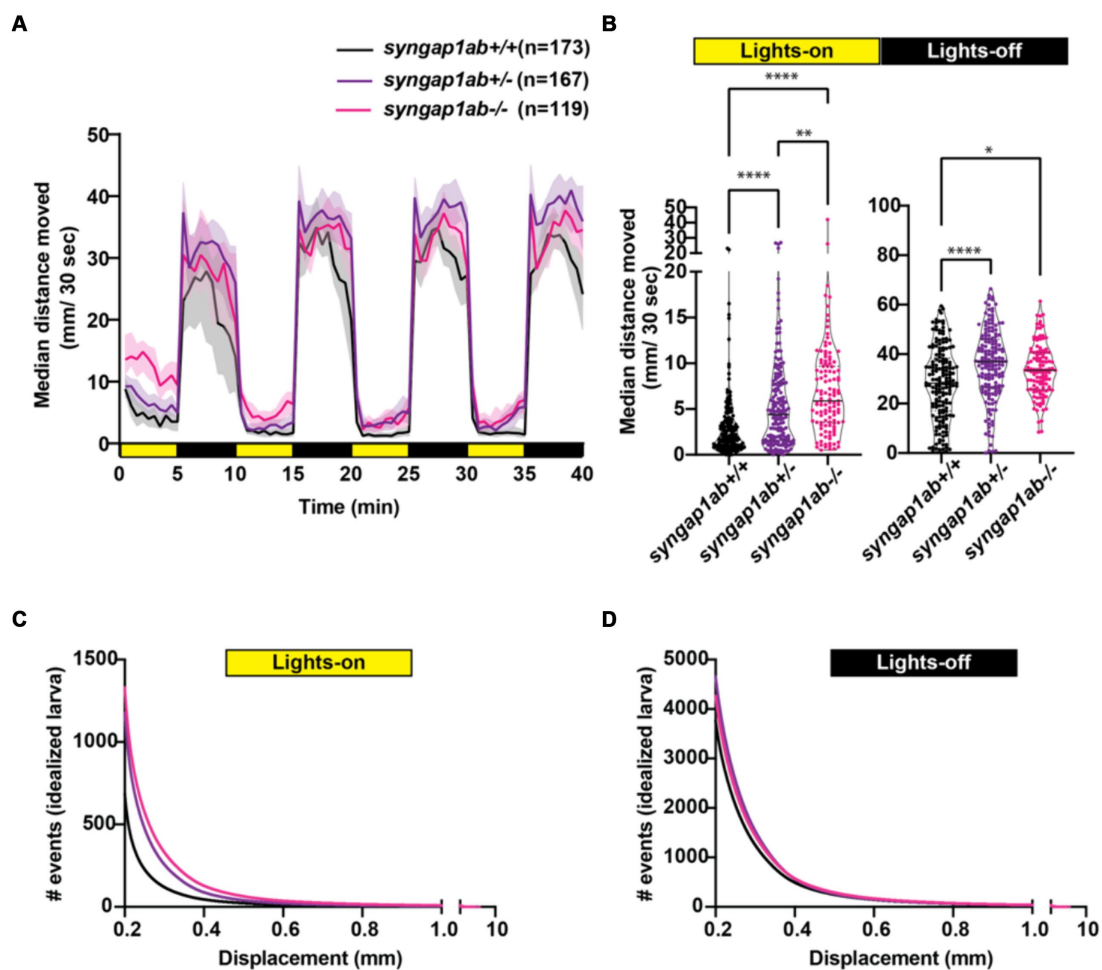 A
syngap1ab+/+(n=173)
syngap1ab+/- (n=167)
syngap1ab-/- (n=119)
Median distance moved
(mm/ 30 sec)
50
40
30
20
10
0
0 5 10 15 20 25 30 35 40
Time (min)
B
Lights-on Lights-off
****
**
****
*
****
Median distance moved
(mm/ 30 sec)
50
40
30
20
20
15
10
5
0
100
80
60
40
20
0
syngap1ab+/+
syngap1ab+/-
syngap1ab-/-
syngap1ab+/+
syngap1ab+/-
syngap1ab-/-
C
Lights-on
# events (idealized larva)
1500
1000
500
0
0.2 0.4 0.6 0.8 1.0 10
Displacement (mm)
D
Lights-off
# events (idealized larva)
5000
4000
3000
2000
1000
0
0.2 0.4 0.6 0.8 1.0 10
Displacement (mm)